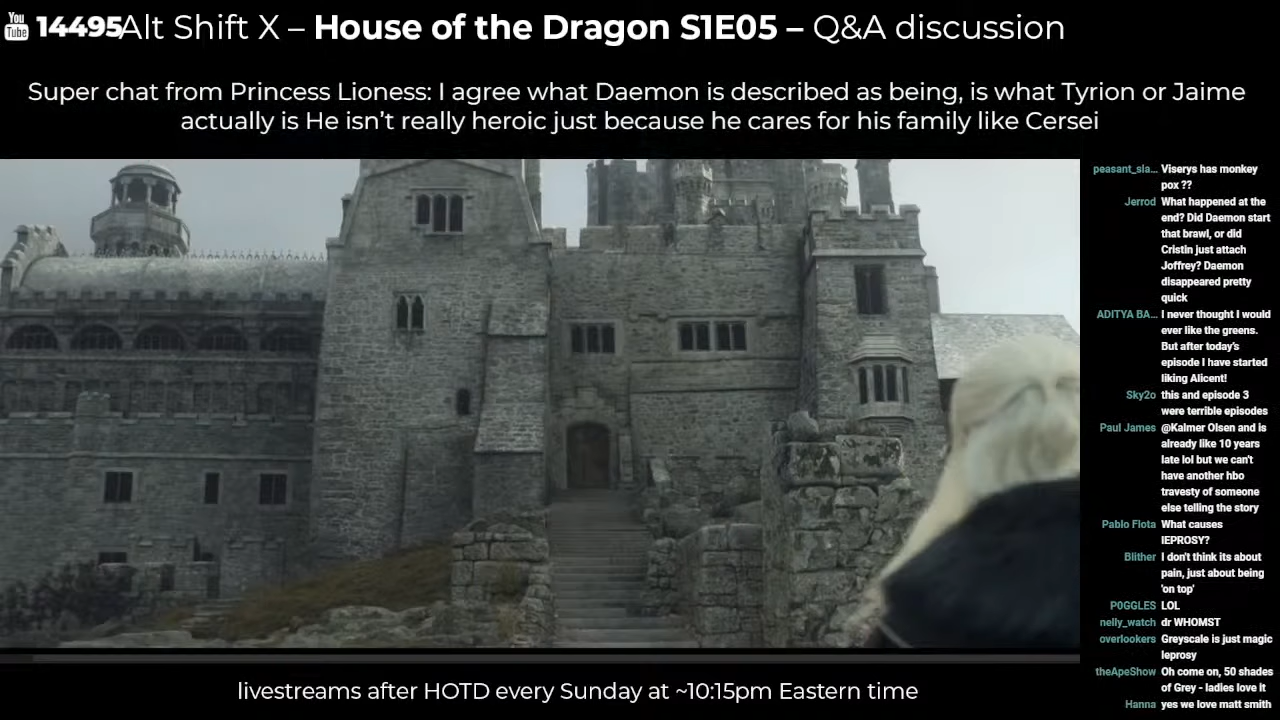 You Tube 14495 Alt Shift X – House of the Dragon S1E05 – Q&A discussion
Super chat from Princess Lioness: I agree what Daemon is described as being, is what Tyrion or Jaime
actually is He isn’t really heroic just because he cares for his family like Cersei
peasant_sla… Viserys has monkey
pox ??
Jerrod What happened at the
end? Did Daemon start
that brawl, or did
Cristin just attach
Joffrey? Daemon
disappeared pretty
quick
ADITYA BA… I never thought I would
ever like the greens.
But after today's
episode I have started
liking Alicent!
Sky2o this and episode 3
were terrible episodes
Paul James @Kalmer Olsen and is
already like 10 years
late lol but we can't
have another hbo
travesty of someone
else telling the story
Pablo Flota What causes
lEPROSY?
Blither I don't think its about
pain, just about being
'on top'
P0GGLES LOL
nelly_watch dr WHOMST
overlookers Greyscale is just magic
leprosy
theApeShow Oh come on, 50 shades
of Grey - ladies love it
Hanna yes we love matt smith
livestreams after HOTD every Sunday at ~10:15pm Eastern time